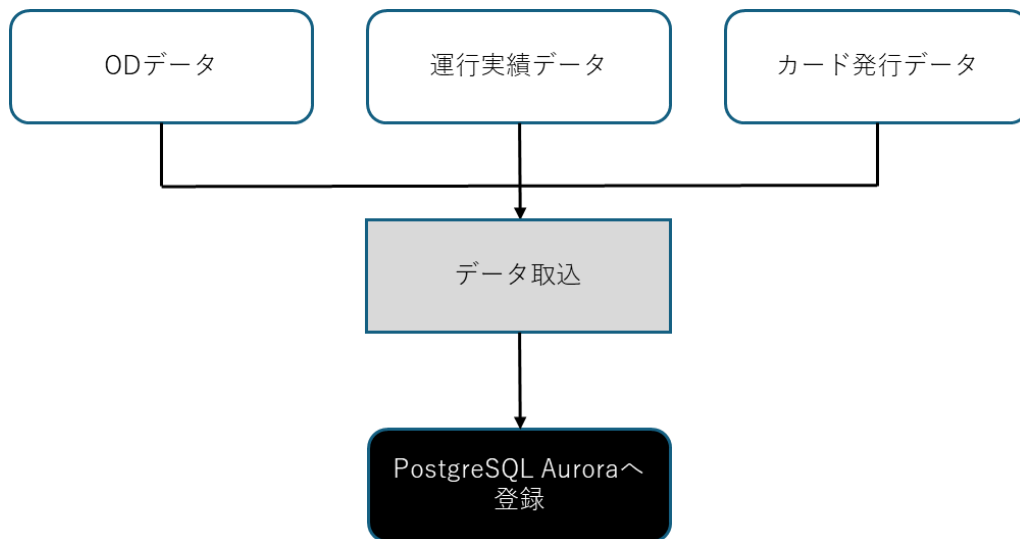 ODデータ
運行実績データ
カード発行データ
データ取込
PostgreSQL Auroraへ
登録